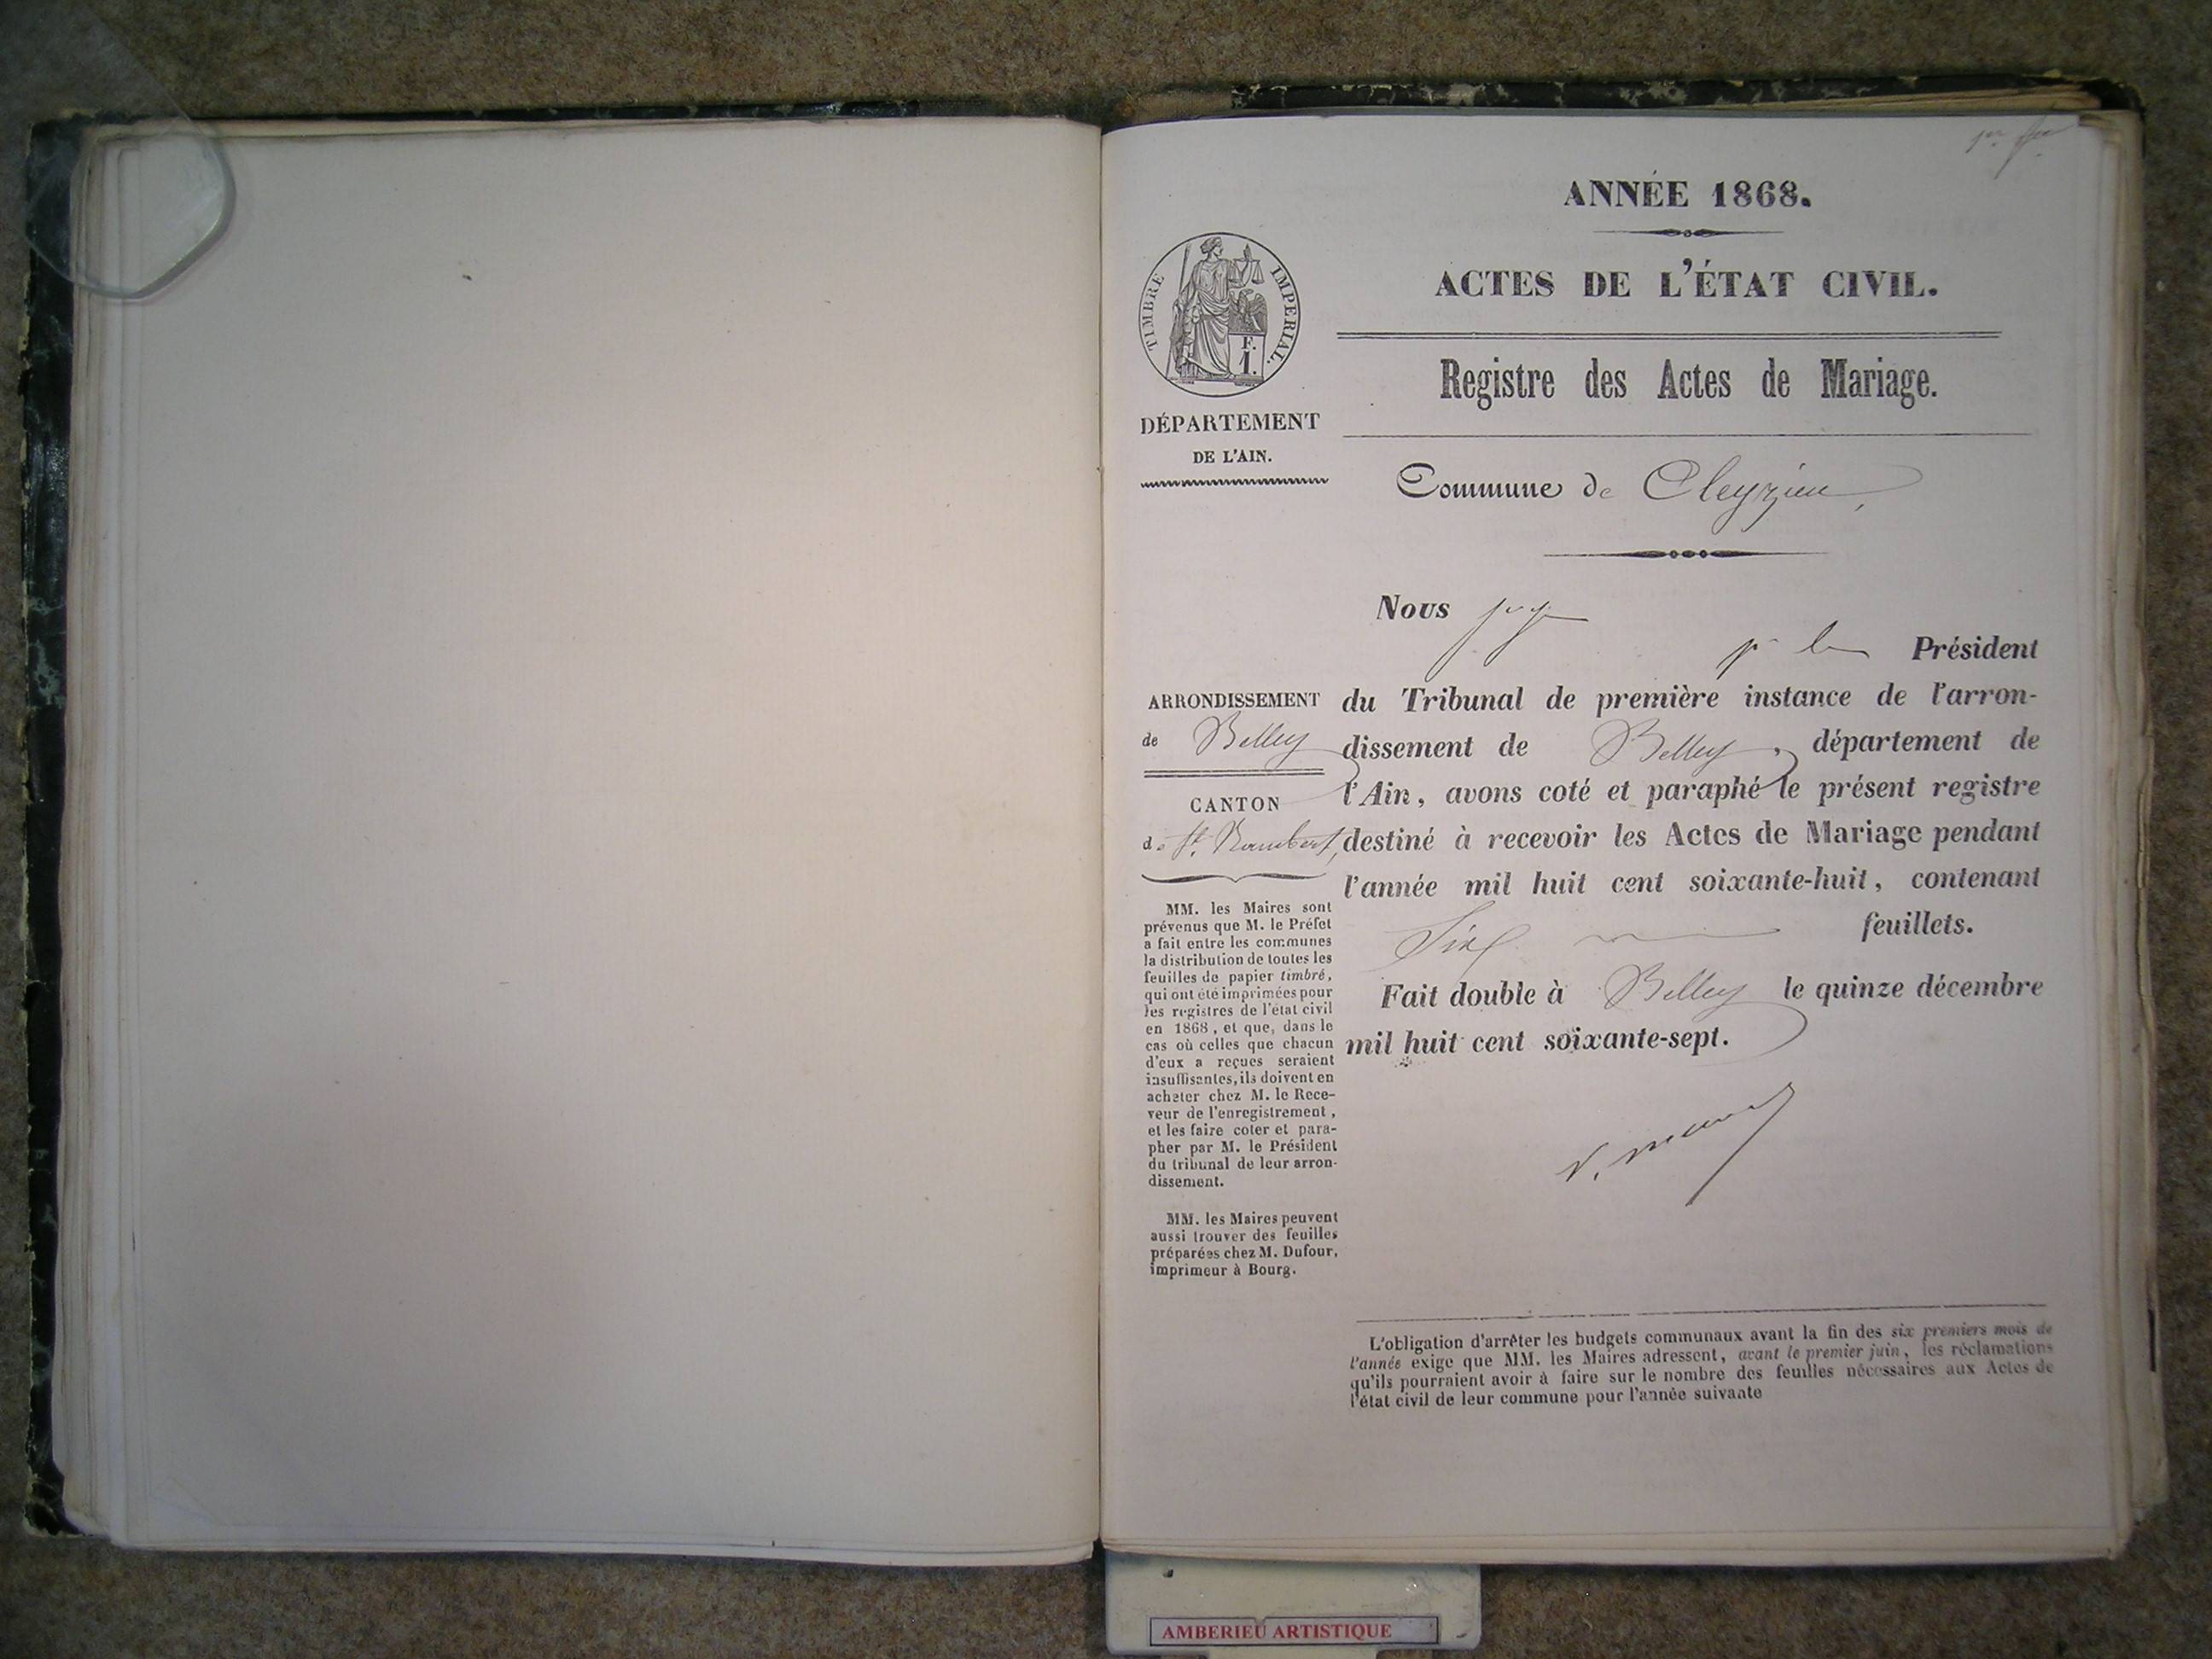 ANNÉE 1868.
ACTES DE L'ÉTAT CIVIL.
Registre des Actes de Mariage.
TIMBRE IMPERIAL.
F.
1.
DÉPARTEMENT
DE L'AIN.
Commune de Cleyzieu,
Nous juge
pr le Président
du Tribunal de première instance de l'arron-
dissement de Belley, département de
l'Ain, avons coté et paraphé le présent registre
destiné à recevoir les Actes de Mariage pendant
l'année mil huit cent soixante-huit, contenant
Six feuillets.
Fait double à Belley le quinze décembre
mil huit cent soixante-sept.
ARRONDISSEMENT
de Belley
CANTON
de St. Rambert,
MM. les Maires sont
prévenus que M. le Préfet
a fait entre les communes
la distribution de toutes les
feuilles de papier timbré,
qui ont été imprimées pour
les registres de l'état civil
en 1868, et que, dans le
cas où celles que chacun
d'eux a reçues seraient
insuffisantes, ils doivent en
acheter chez M. le Rece-
veur de l'enregistrement,
et les faire coter et para-
pher par M. le Président
du tribunal de leur arron-
dissement.
MM. les Maires peuvent
aussi trouver des feuilles
préparées chez M. Dufour,
imprimeur à Bourg.
L'obligation d'arrêter les budgets communaux avant la fin des six premiers mois de
l'année exige que MM. les Maires adressent, avant le premier juin, les réclamations
qu'ils pourraient avoir à faire sur le nombre des feuilles nécessaires aux Actes de
l'état civil de leur commune pour l'année suivante
AMBERIEU ARTISTIQUE